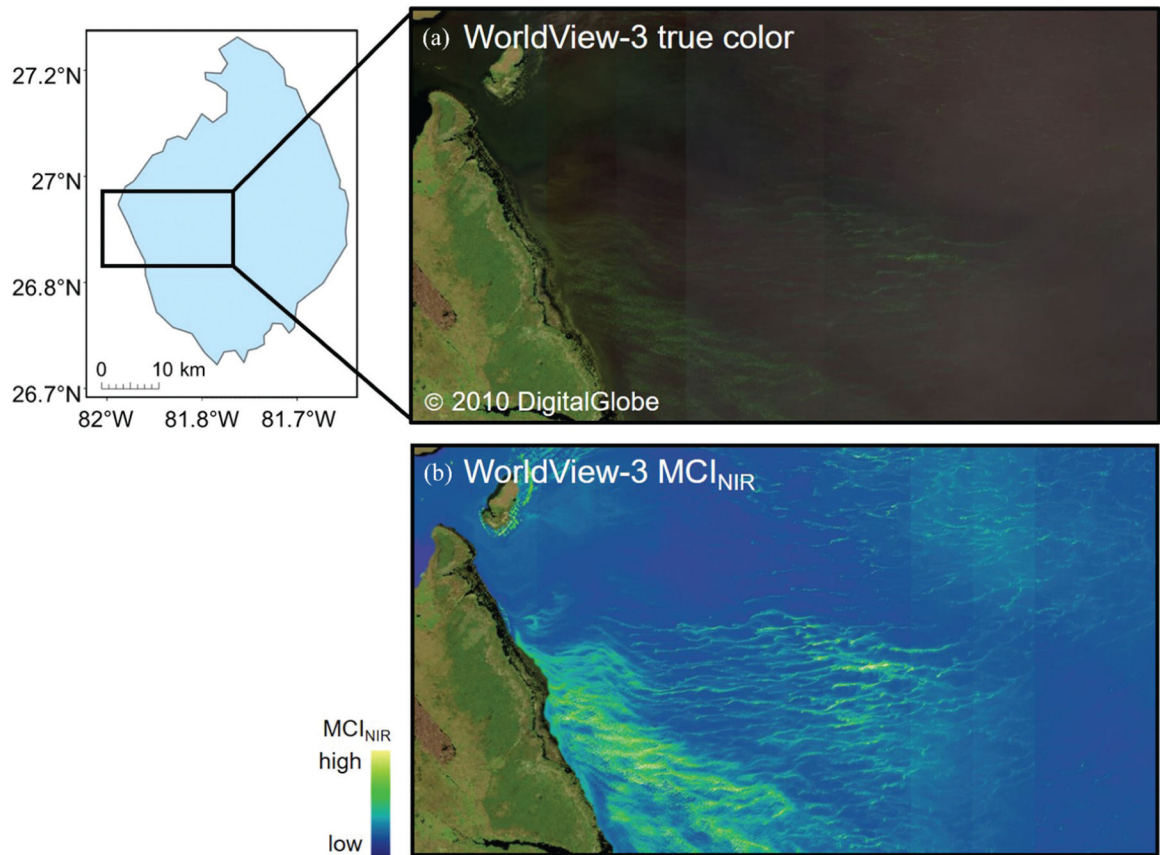 27.2°N
27°N
26.8°N
26.7°N
0 10 km
82°W 81.8°W 81.7°W
(a) WorldView-3 true color
© 2010 DigitalGlobe
(b) WorldView-3 MCINIR
MCINIR
high
low